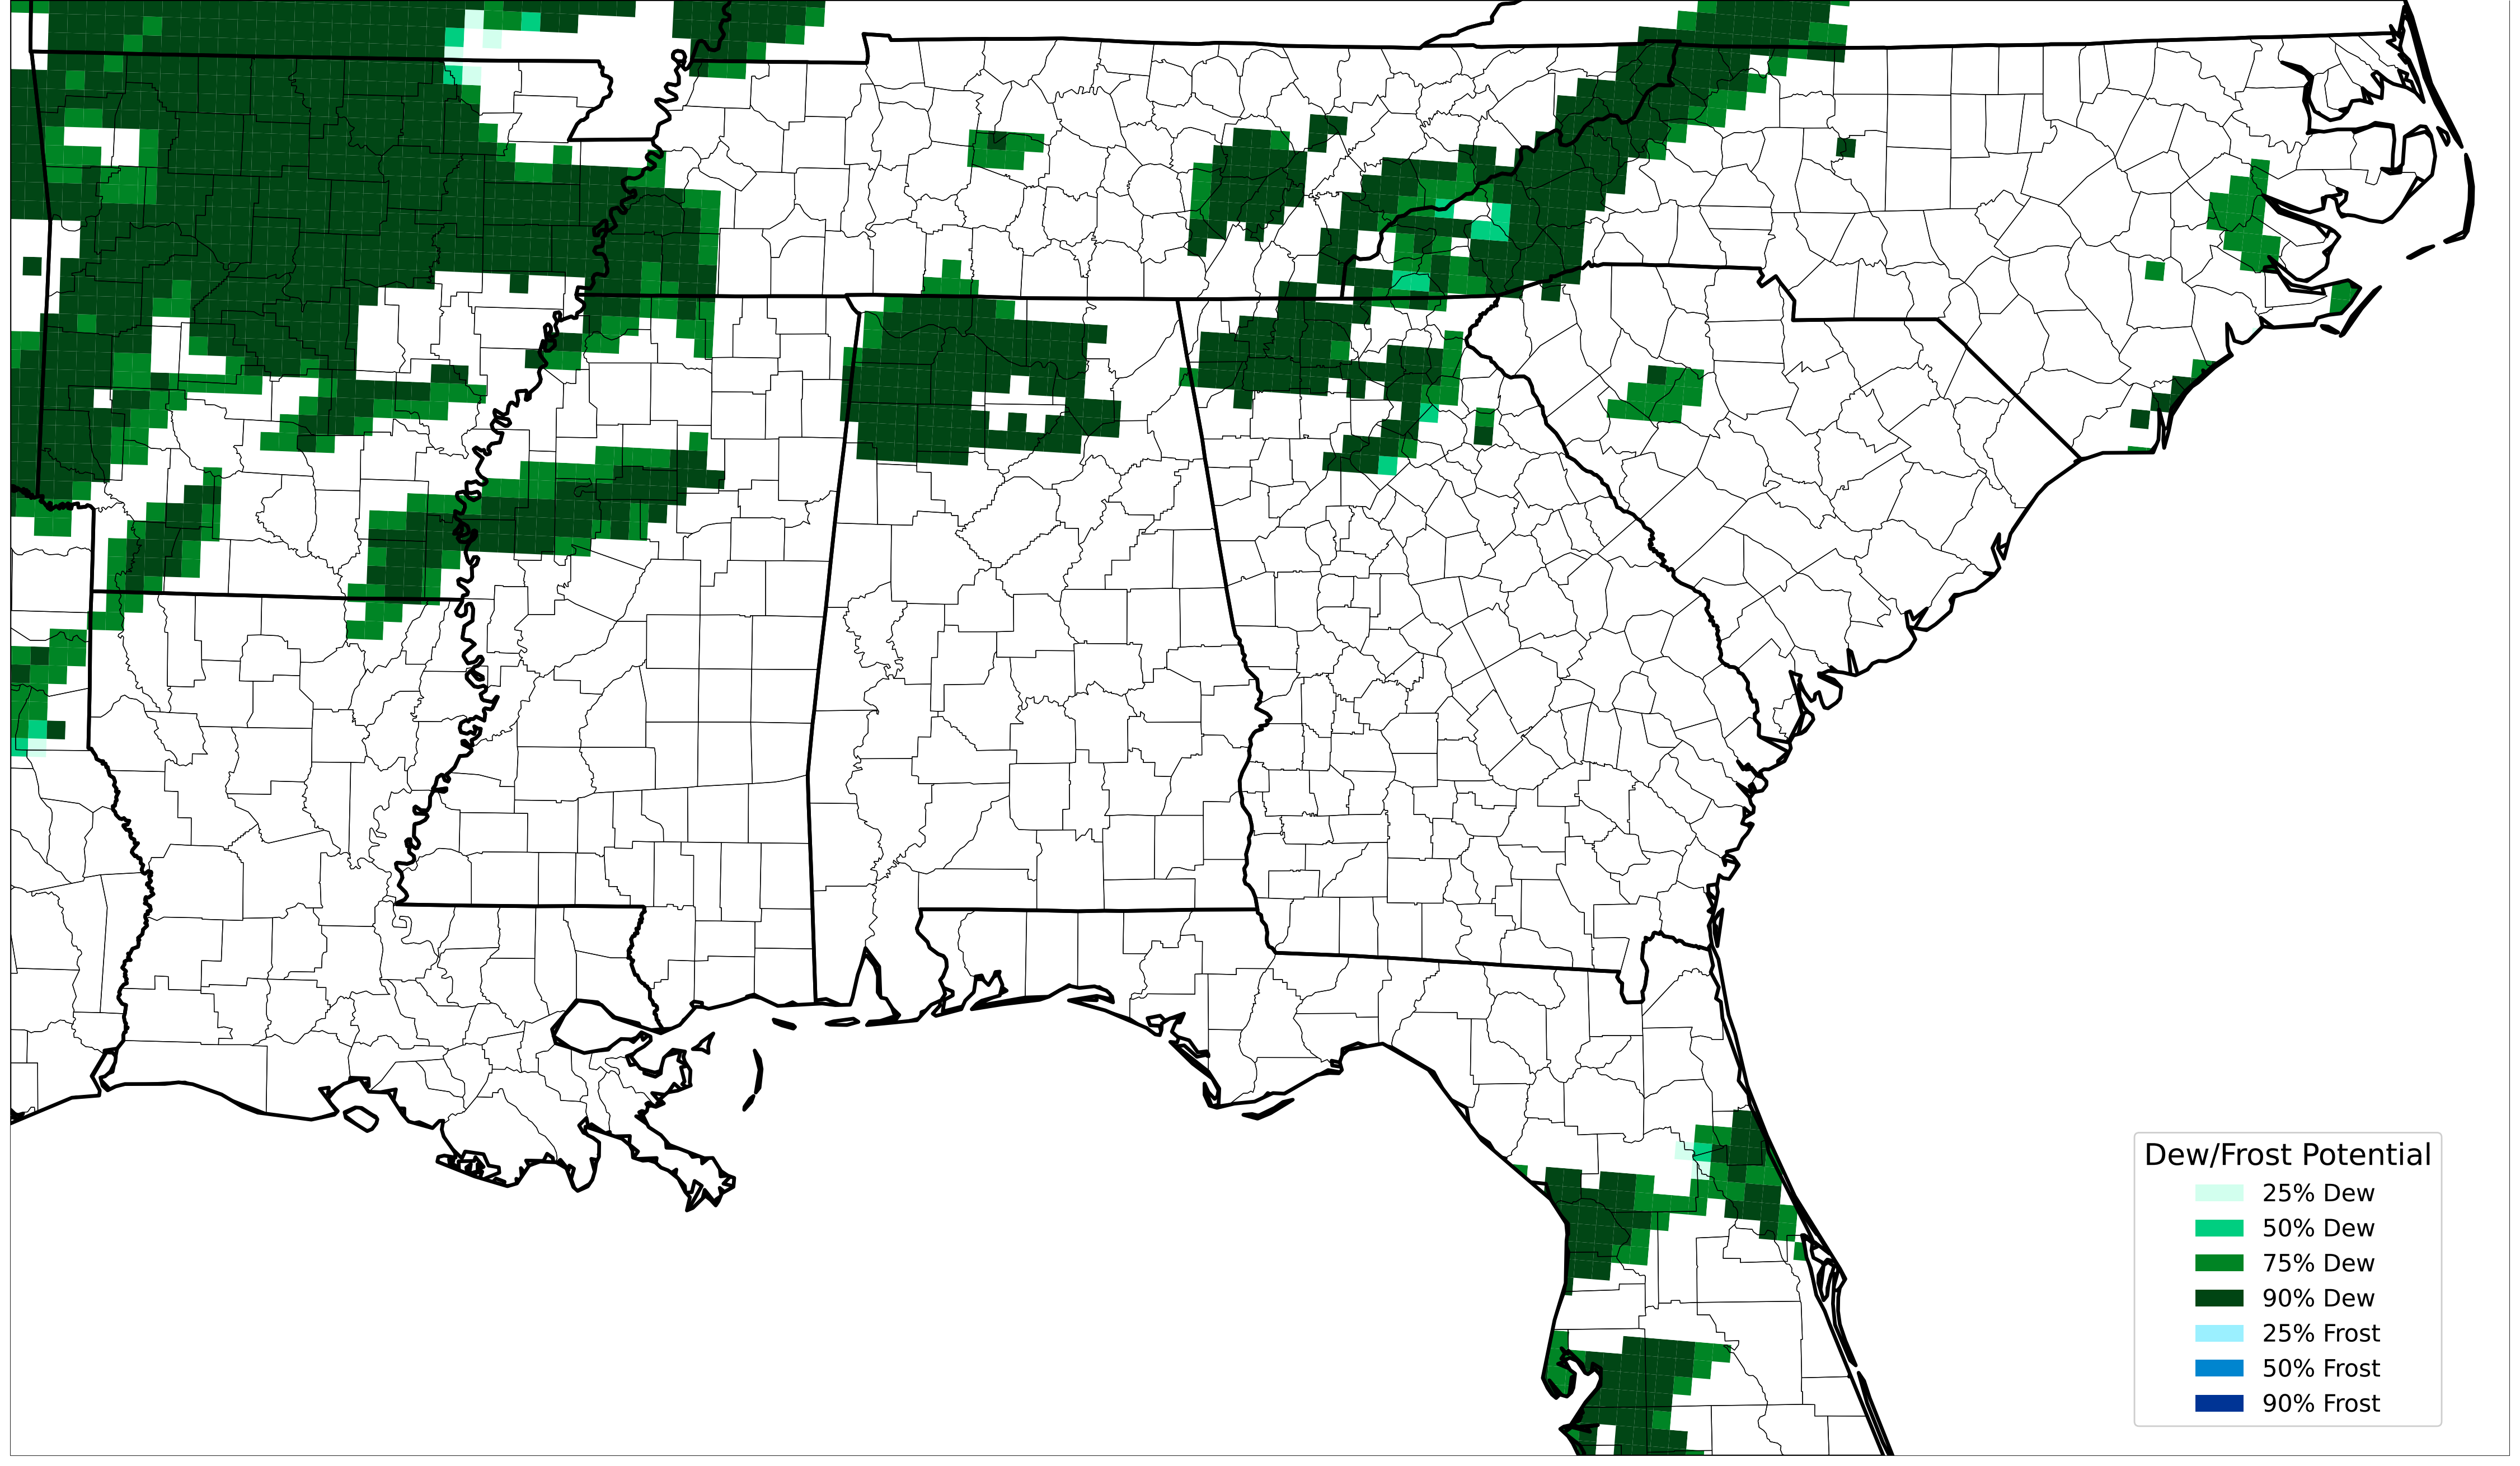 Dew/Frost Potential
25% Dew
50% Dew
75% Dew
90% Dew
25% Frost
50% Frost
90% Frost